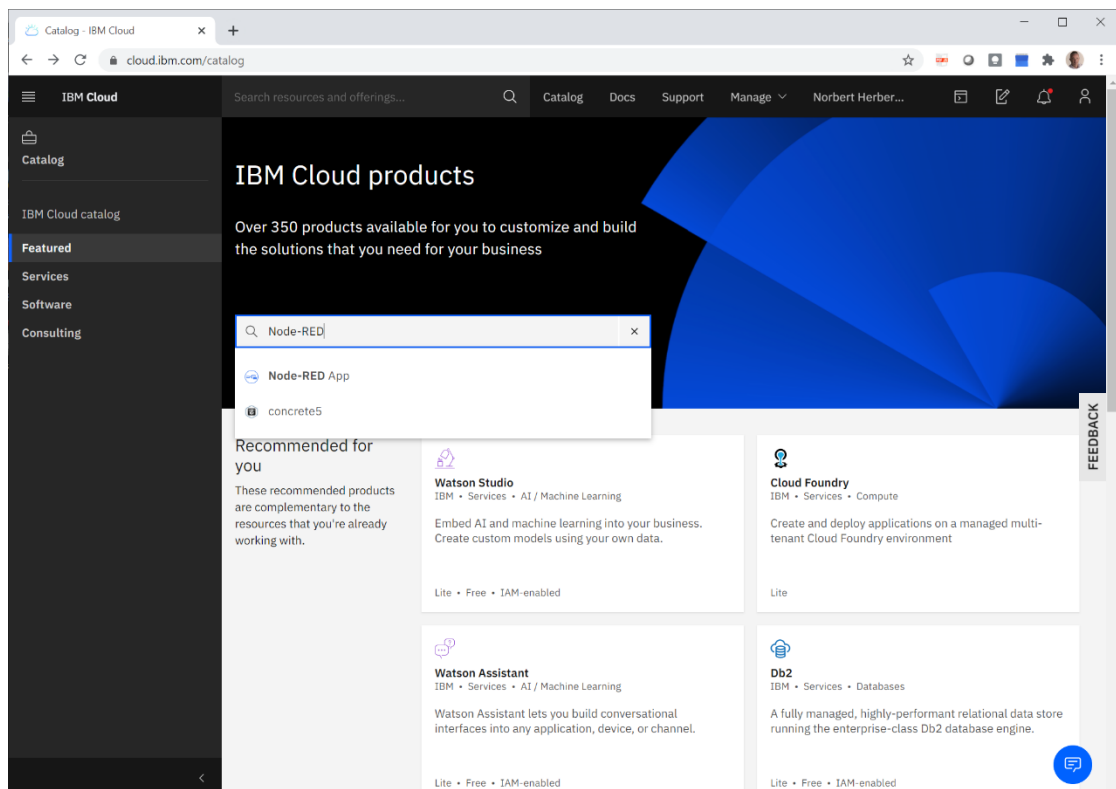 Catalog - IBM Cloud
cloud.ibm.com/catalog
IBM Cloud
Search resources and offerings...
Catalog
Docs
Support
Manage
Norbert Herber...
Catalog
IBM Cloud catalog
Featured
Services
Software
Consulting
IBM Cloud products
Over 350 products available for you to customize and build
the solutions that you need for your business
Node-RED
Node-RED App
concrete5
FEEDBACK
Recommended for
you
These recommended products
are complementary to the
resources that you're already
working with.
Watson Studio
IBM • Services • AI / Machine Learning
Embed AI and machine learning into your business.
Create custom models using your own data.
Lite • Free • IAM-enabled
Cloud Foundry
IBM • Services • Compute
Create and deploy applications on a managed multi-
tenant Cloud Foundry environment
Lite
Watson Assistant
IBM • Services • AI / Machine Learning
Watson Assistant lets you build conversational
interfaces into any application, device, or channel.
Lite • Free • IAM-enabled
Db2
IBM • Services • Databases
A fully managed, highly-performant relational data store
running the enterprise-class Db2 database engine.
Lite • Free • IAM-enabled